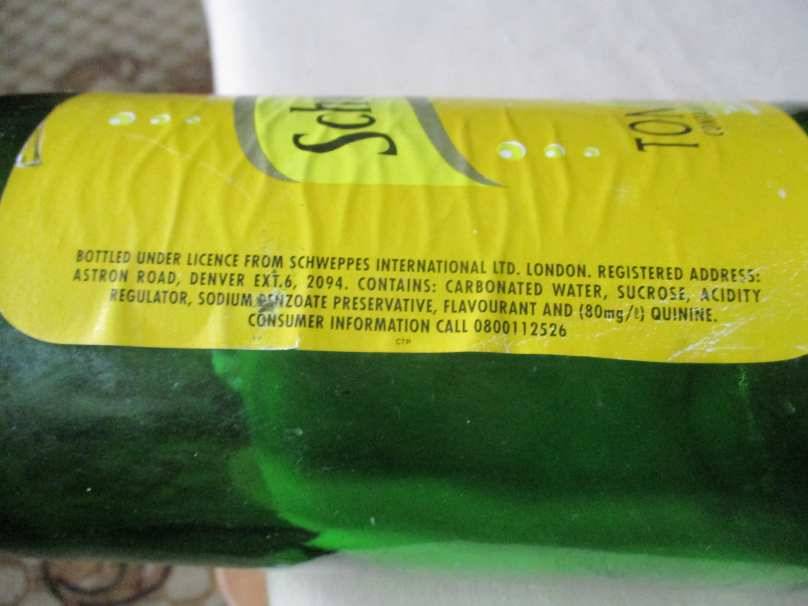 Sch
TON
BOTTLED UNDER LICENCE FROM SCHWEPPES INTERNATIONAL LTD. LONDON. REGISTERED ADDRESS:
ASTRON ROAD, DENVER EXT.6, 2094. CONTAINS: CARBONATED WATER, SUCROSE, ACIDITY
REGULATOR, SODIUM BENZOATE PRESERVATIVE, FLAVOURANT AND (80mg/ℓ) QUININE.
CONSUMER INFORMATION CALL 0800112526
CTP